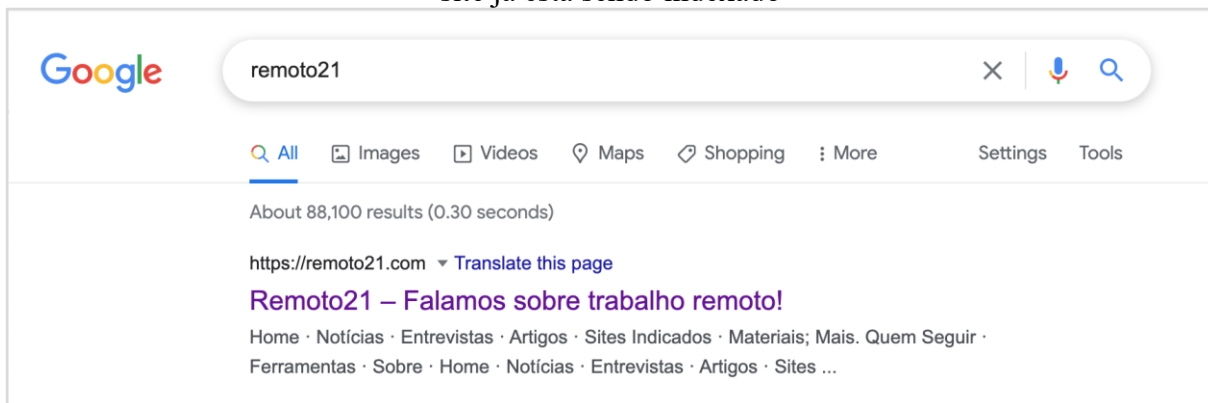 Google
remoto21
All Images Videos Maps Shopping More Settings Tools
About 88,100 results (0.30 seconds)
https://remoto21.com Translate this page
Remoto21 – Falamos sobre trabalho remoto!
Home · Notícias · Entrevistas · Artigos · Sites Indicados · Materiais; Mais. Quem Seguir ·
Ferramentas · Sobre · Home · Notícias · Entrevistas · Artigos · Sites ...